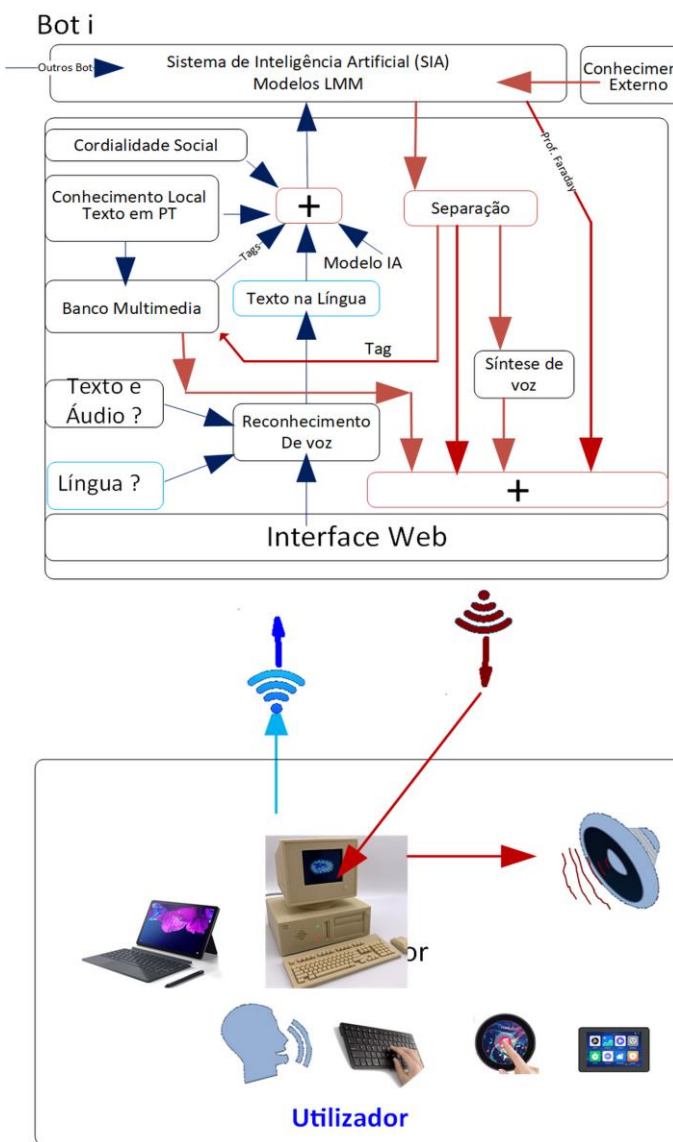 Bot i
Outros Bot
Sistema de Inteligência Artificial (SIA)
Modelos LMM
Externo
Cordialidade Social
Conhecimento Local
Texto em PT
+
Separação
Prof. Faraday
Tags
Modelo IA
Banco Multimedia
Texto na Língua
Tag
Síntese de
voz
Texto e
Áudio ?
Reconhecimento
De voz
Língua ?
+
Interface Web
or
Utilizador